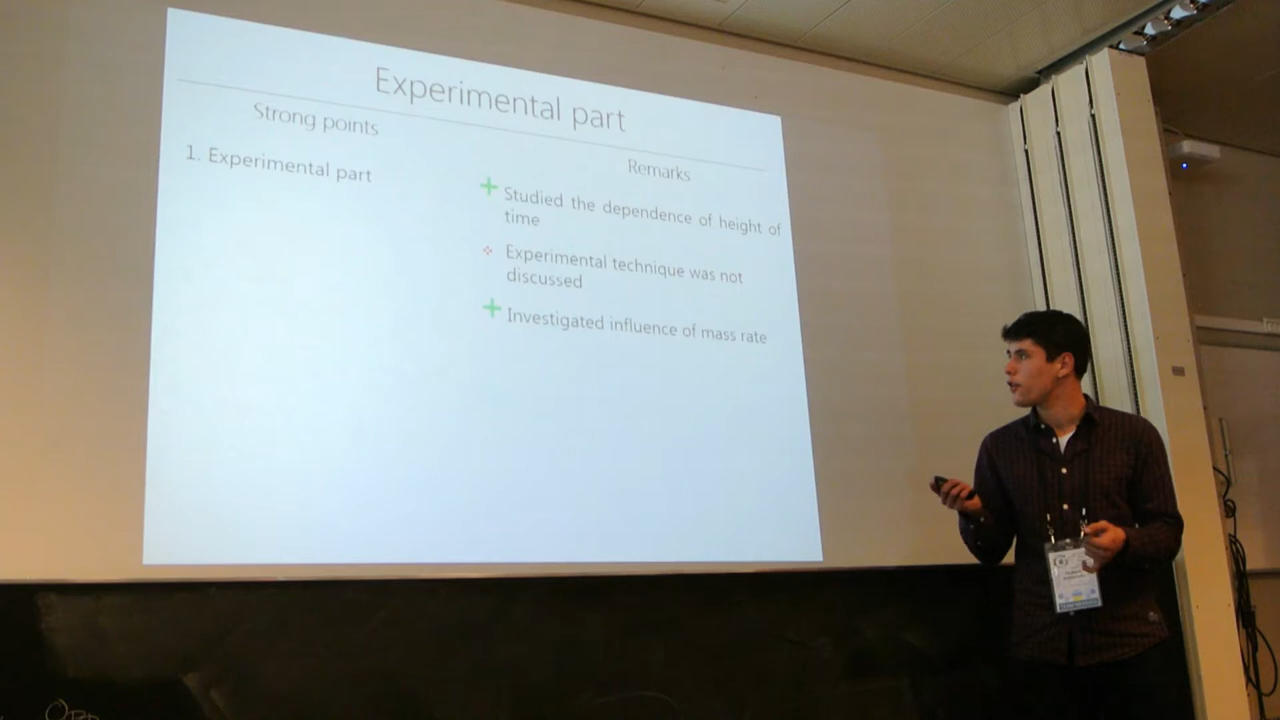 Experimental part
Strong points
1. Experimental part
Remarks
+ Studied the dependence of height of
time
❖ Experimental technique was not
discussed
+ Investigated influence of mass rate